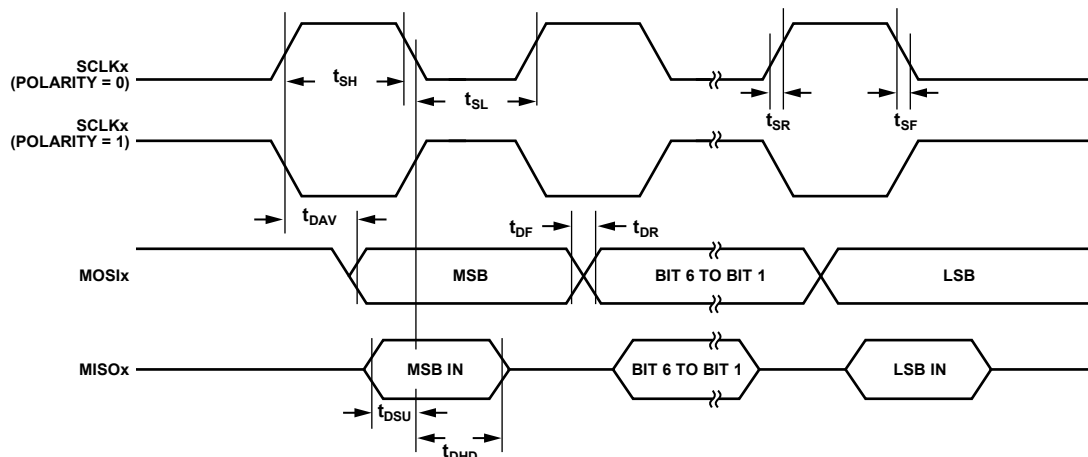 SCLKx
(POLARITY = 0)
tSH
tSL
tSR
tSF
SCLKx
(POLARITY = 1)
tDAV
tDF
tDR
MOSIx
MSB
BIT 6 TO BIT 1
LSB
MISOx
MSB IN
BIT 6 TO BIT 1
LSB IN
tDSU
tDHD